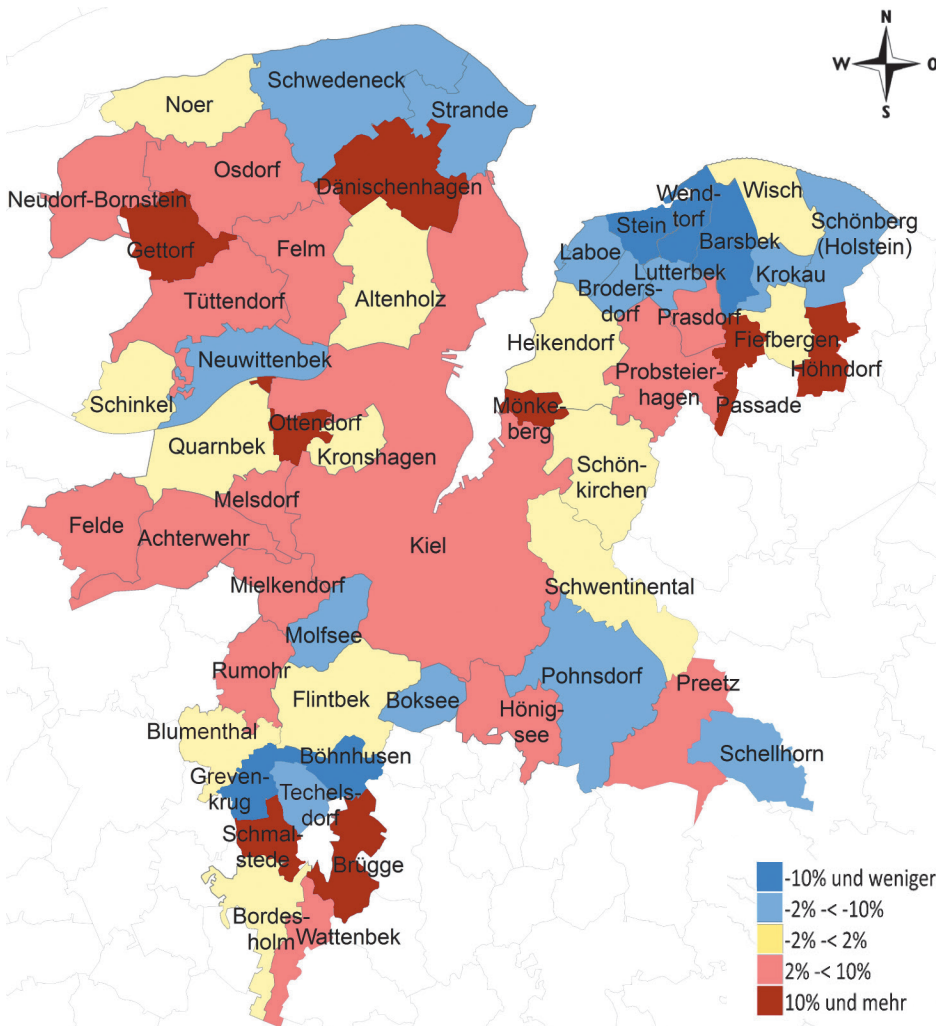 N
W O
S
Schwedeneck
Noer
Strande
Osdorf
Dänischenhagen
Neudorf-Bornstein
Gettorf
Felm
Tüttendorf
Altenholz
Neuwittenbek
Schinkel
Ottendorf
Quarnbek
Kronshagen
Melsdorf
Felde
Achterwehr
Kiel
Mielkendorf
Molfsee
Rumohr
Flintbek
Boksee
Blumenthal
Böhnhusen
Greven-
krug
Techels-
dorf
Schmal-
stede
Brügge
Bordes-
holm
Wattenbek
Wend-
torf
Wisch
Stein
Schönberg
(Holstein)
Laboe
Barsbek
Lutterbek
Krokau
Broders-
dorf
Prasdorf
Heikendorf
Fiefbergen
Probsteier-
hagen
Höhndorf
Passade
Mönke-
berg
Schön-
kirchen
Schwentinental
Pohnsdorf
Preetz
Hönig-
see
Schellhorn
-10% und weniger
-2% -< -10%
-2% -< 2%
2% -< 10%
10% und mehr